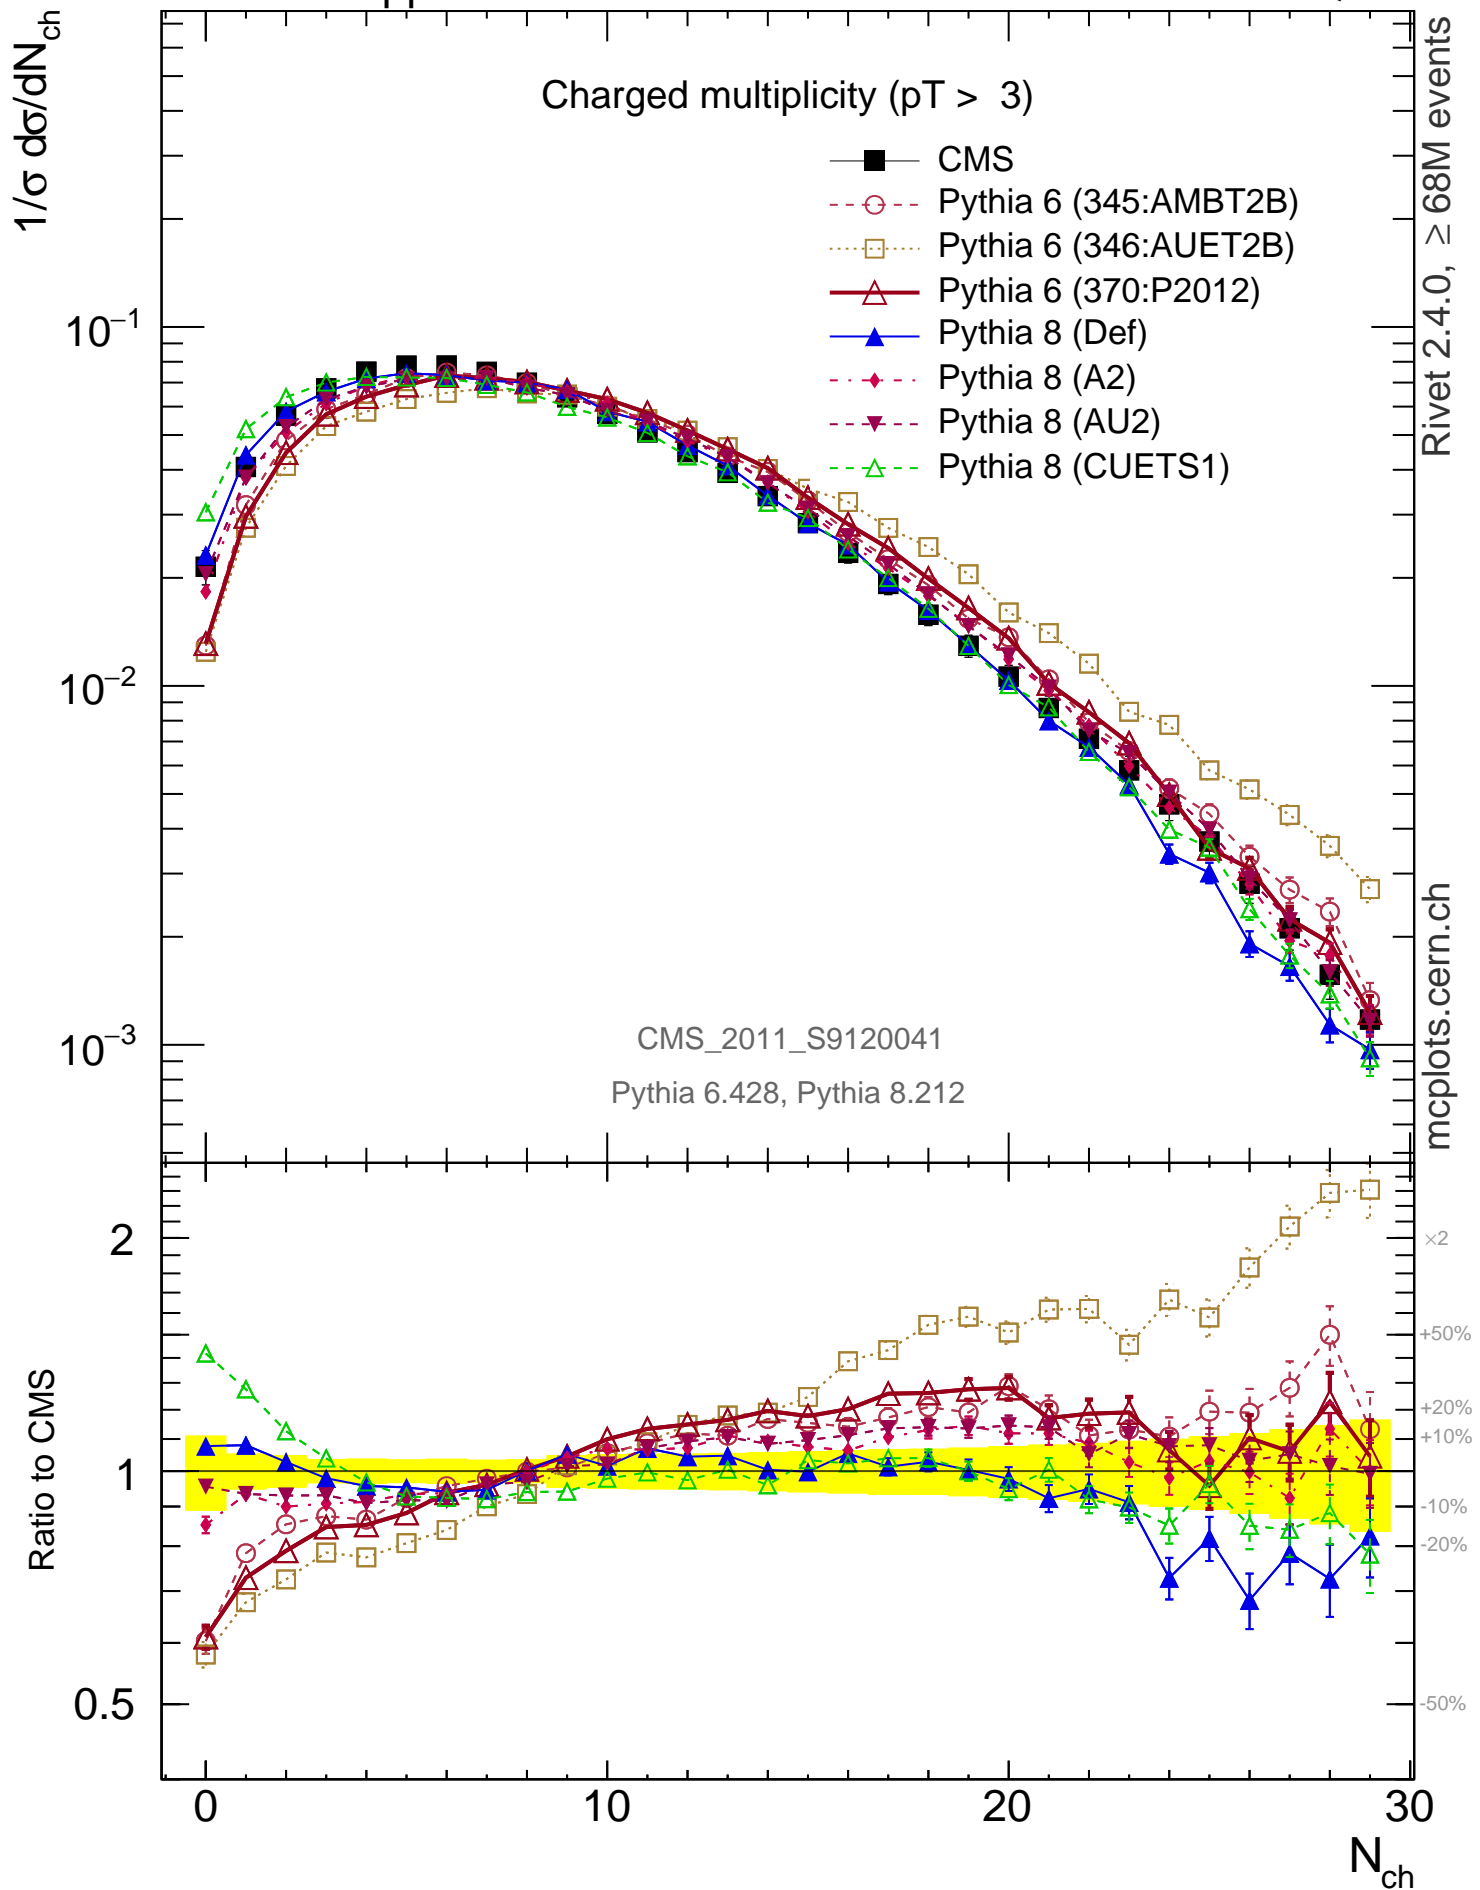 pp
1/σ dσ/dN_ch
Charged multiplicity (pT > 3)
CMS
Pythia 6 (345:AMBT2B)
Pythia 6 (346:AUET2B)
Pythia 6 (370:P2012)
Pythia 8 (Def)
Pythia 8 (A2)
Pythia 8 (AU2)
Pythia 8 (CUETS1)
10⁻¹
10⁻²
10⁻³
CMS_2011_S9120041
Pythia 6.428, Pythia 8.212
Rivet 2.4.0, ≥ 68M events
mcplots.cern.ch
Ratio to CMS
2
1
0.5
×2
+50%
+20%
+10%
-10%
-20%
-50%
0
10
20
30
N_ch